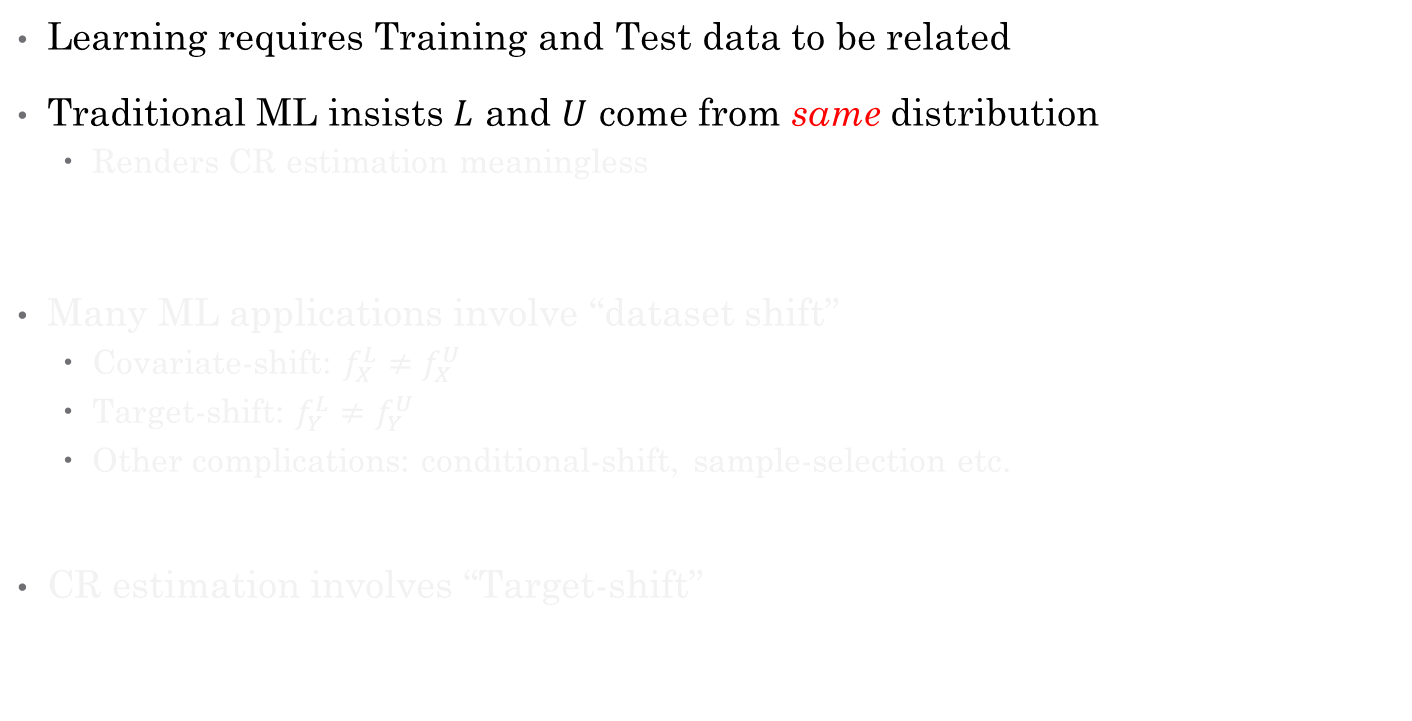 • Learning requires Training and Test data to be related
• Traditional ML insists L and U come from same distribution
• Renders CR estimation meaningless
• Many ML applications involve “dataset shift”
• Covariate-shift: f_X^L ≠ f_X^U
• Target-shift: f_Y^L ≠ f_Y^U
• Other complications: conditional-shift, sample-selection etc.
• CR estimation involves “Target-shift”